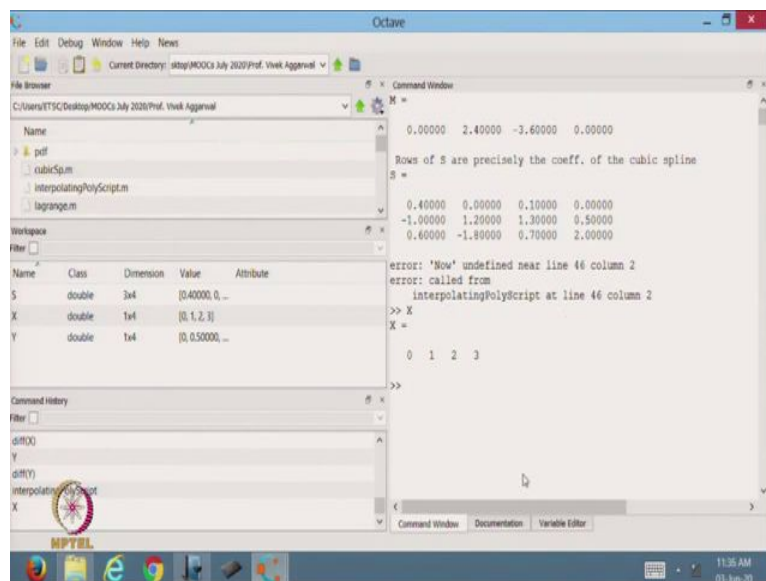 Octave
File Edit Debug Window Help News
Current Directory: sktop\MOOCs July 2020\Prof. Vivek Aggarwal
File Browser
C:/Users/ETSC/Desktop/MOOCs July 2020/Prof. Vivek Aggarwal
Name
pdf
cubicSp.m
interpolatingPolyScript.m
lagrange.m
Workspace
Filter
Name Class Dimension Value Attribute
S double 3x4 [0.40000, 0, ...
X double 1x4 [0, 1, 2, 3]
Y double 1x4 [0, 0.50000, ...
Command History
Filter
diff(X)
Y
diff(Y)
interpolatingPolyScript
X
NPTEL
Command Window
M =
0.00000 2.40000 -3.60000 0.00000
Rows of S are precisely the coeff. of the cubic spline
S =
0.40000 0.00000 0.10000 0.00000
-1.00000 1.20000 1.30000 0.50000
0.60000 -1.80000 0.70000 2.00000
error: 'Now' undefined near line 46 column 2
error: called from
interpolatingPolyScript at line 46 column 2
>> X
X =
0 1 2 3
>>
Command Window Documentation Variable Editor
11:35 AM
03-Jun-20